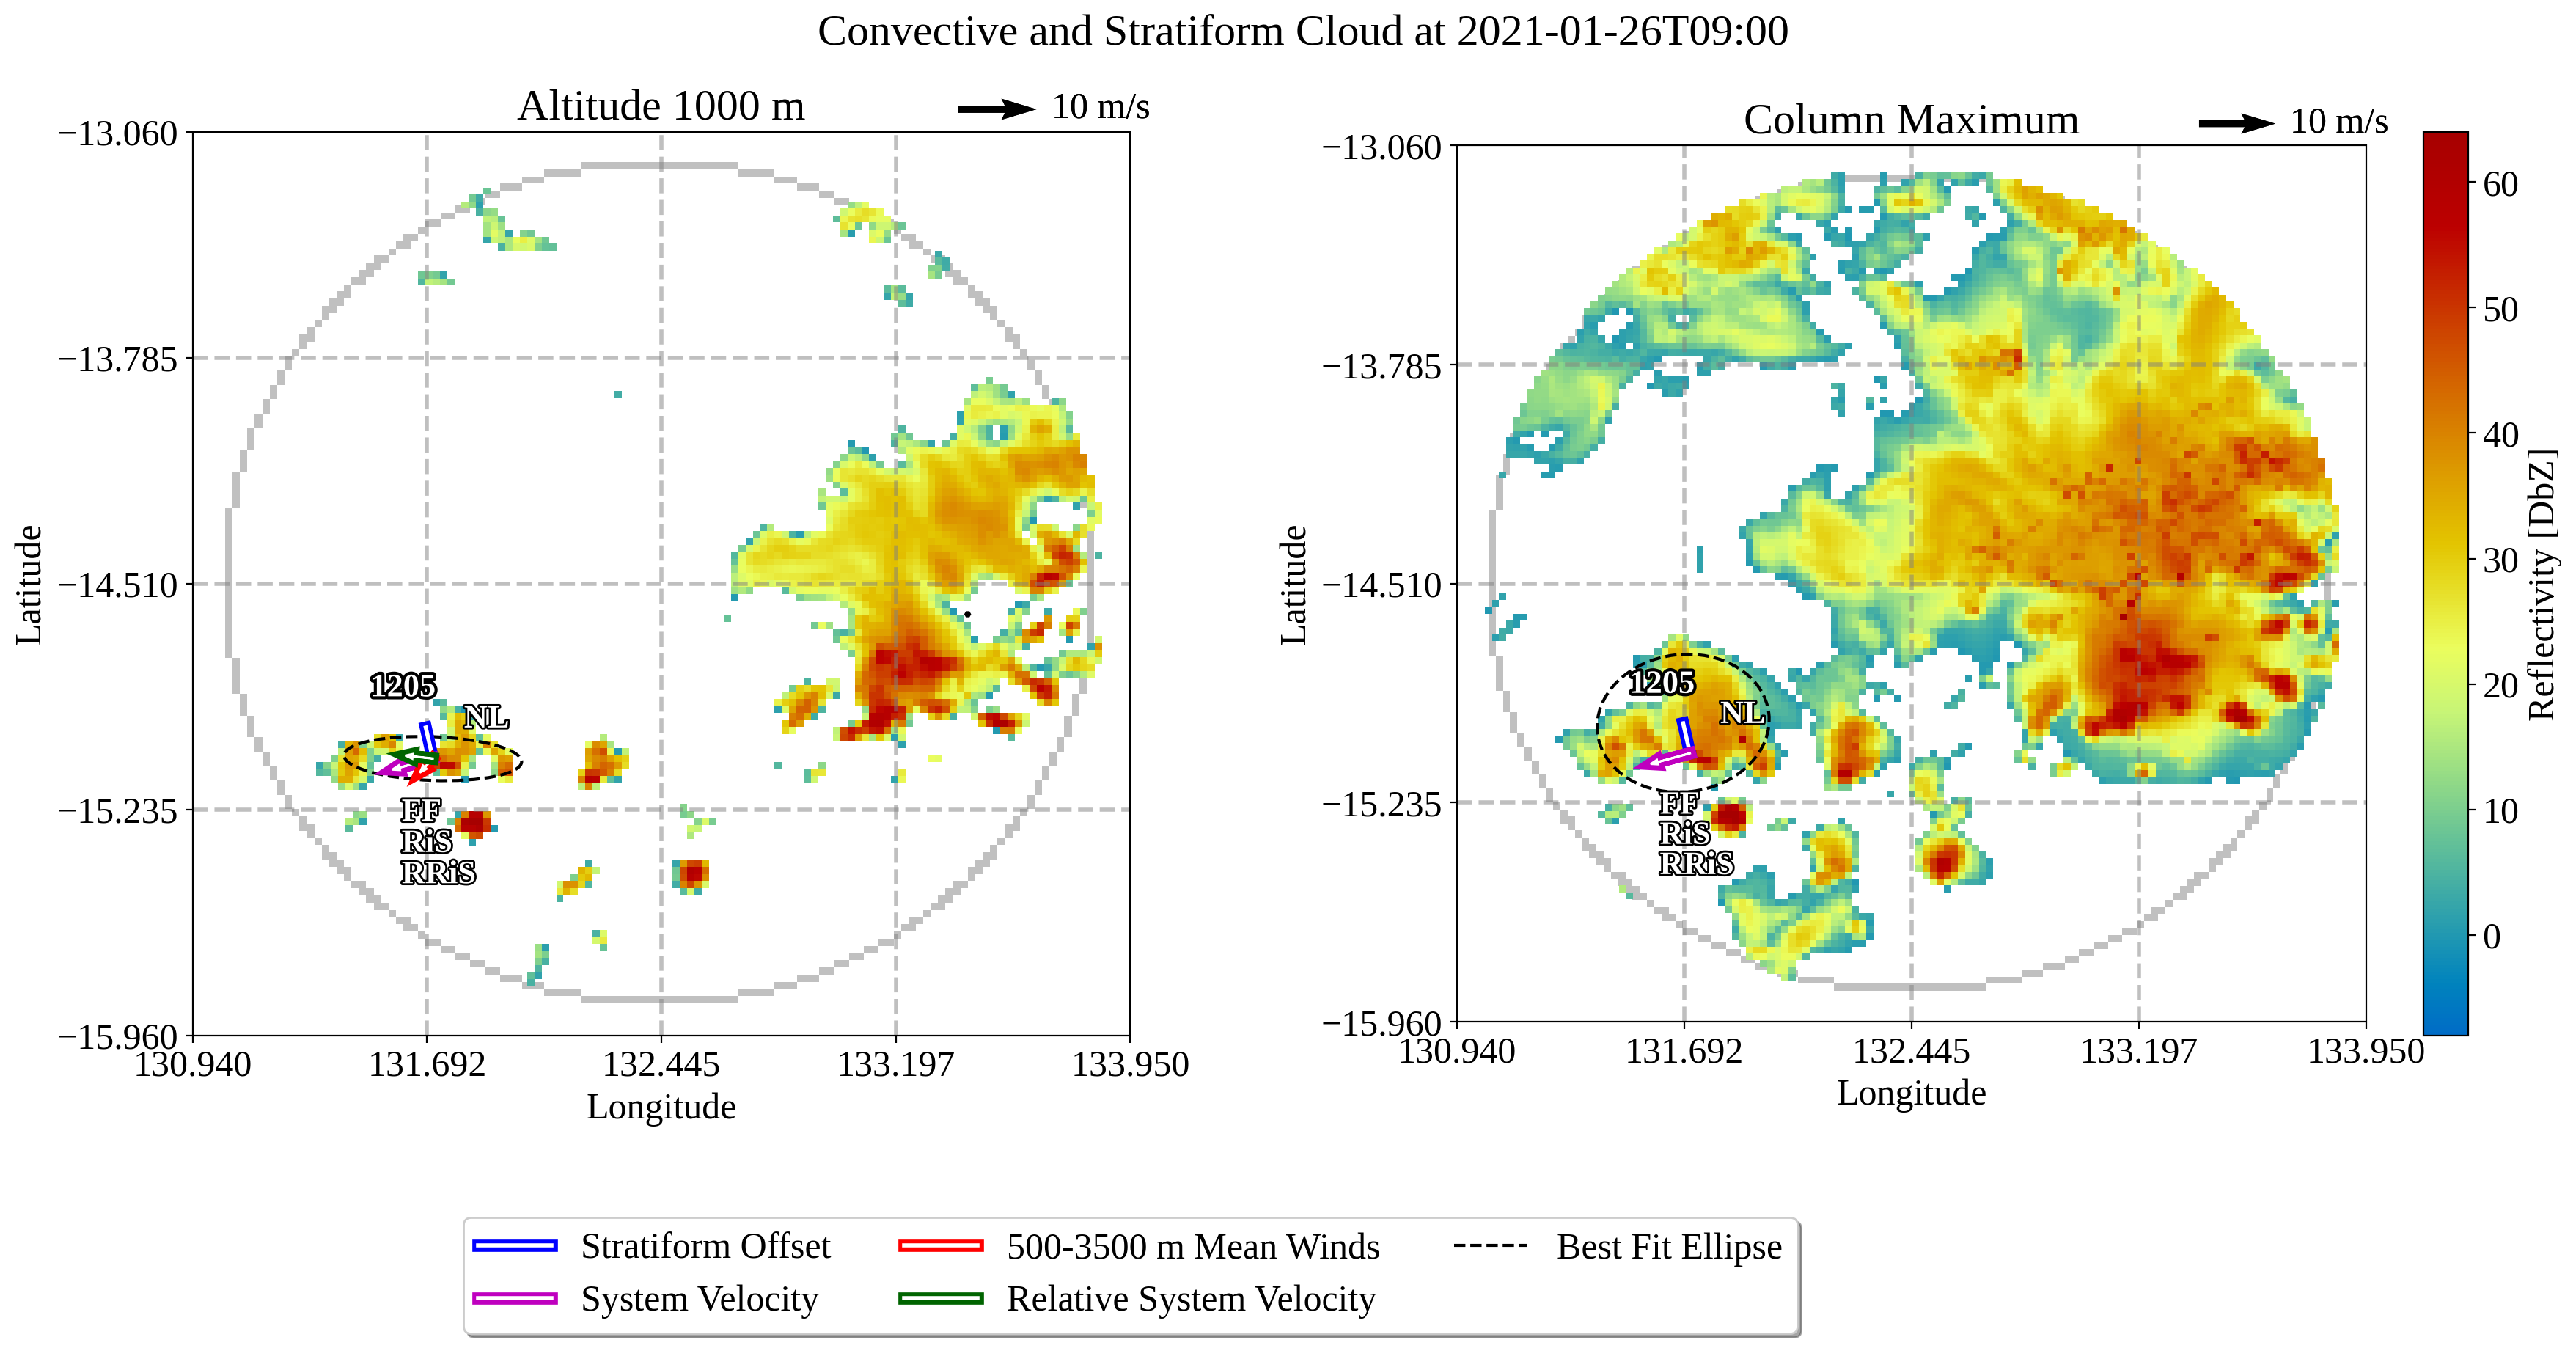 Convective and Stratiform Cloud at 2021-01-26T09:00
Altitude 1000 m
10 m/s
−13.060
−13.785
−14.510
−15.235
−15.960
Latitude
1205
NL
FF
RiS
RRiS
130.940
131.692
132.445
133.197
133.950
Longitude
Column Maximum
10 m/s
−13.060
−13.785
−14.510
−15.235
−15.960
Latitude
1205
NL
FF
RiS
RRiS
130.940
131.692
132.445
133.197
133.950
Longitude
60
50
40
30
20
10
0
Reflectivity [DbZ]
Stratiform Offset
System Velocity
500-3500 m Mean Winds
Relative System Velocity
Best Fit Ellipse